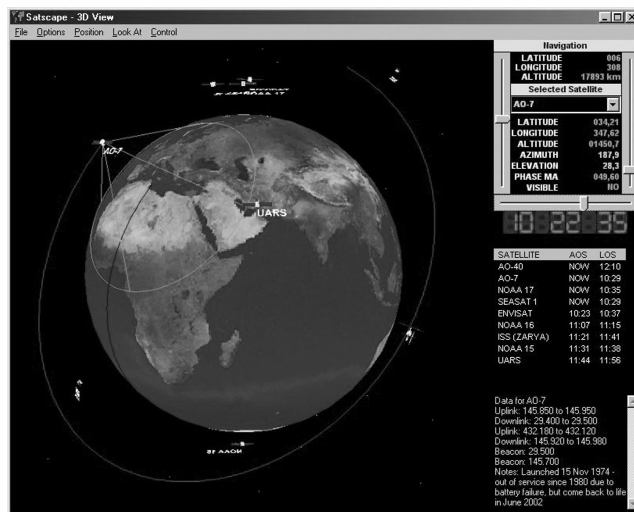 Satscape - 3D View
File Options Position Look At Control
AO-7
UARS
NOAA 16
Navigation
LATITUDE 006
LONGITUDE 308
ALTITUDE 17893 km
Selected Satellite
AO-7
LATITUDE 034,21
LONGITUDE 347,62
ALTITUDE 01450,7
AZIMUTH 187,9
ELEVATION 28,3
PHASE MA 049,60
VISIBLE NO
10:22:35
SATELLITE AOS LOS
AO-40 NOW 12:10
AO-7 NOW 10:29
NOAA 17 NOW 10:35
SEASAT 1 NOW 10:29
ENVISAT 10:23 10:37
NOAA 16 11:07 11:15
ISS (ZARYA) 11:21 11:41
NOAA 15 11:31 11:38
UARS 11:44 11:56
Data for AO-7
Uplink: 145.850 to 145.950
Downlink: 29.400 to 29.500
Uplink: 432.180 to 432.120
Downlink: 145.920 to 145.980
Beacon: 29.500
Beacon: 145.700
Notes: Launched 15 Nov 1974 -
out of service since 1980 due to
battery failure, but come back to life
in June 2002